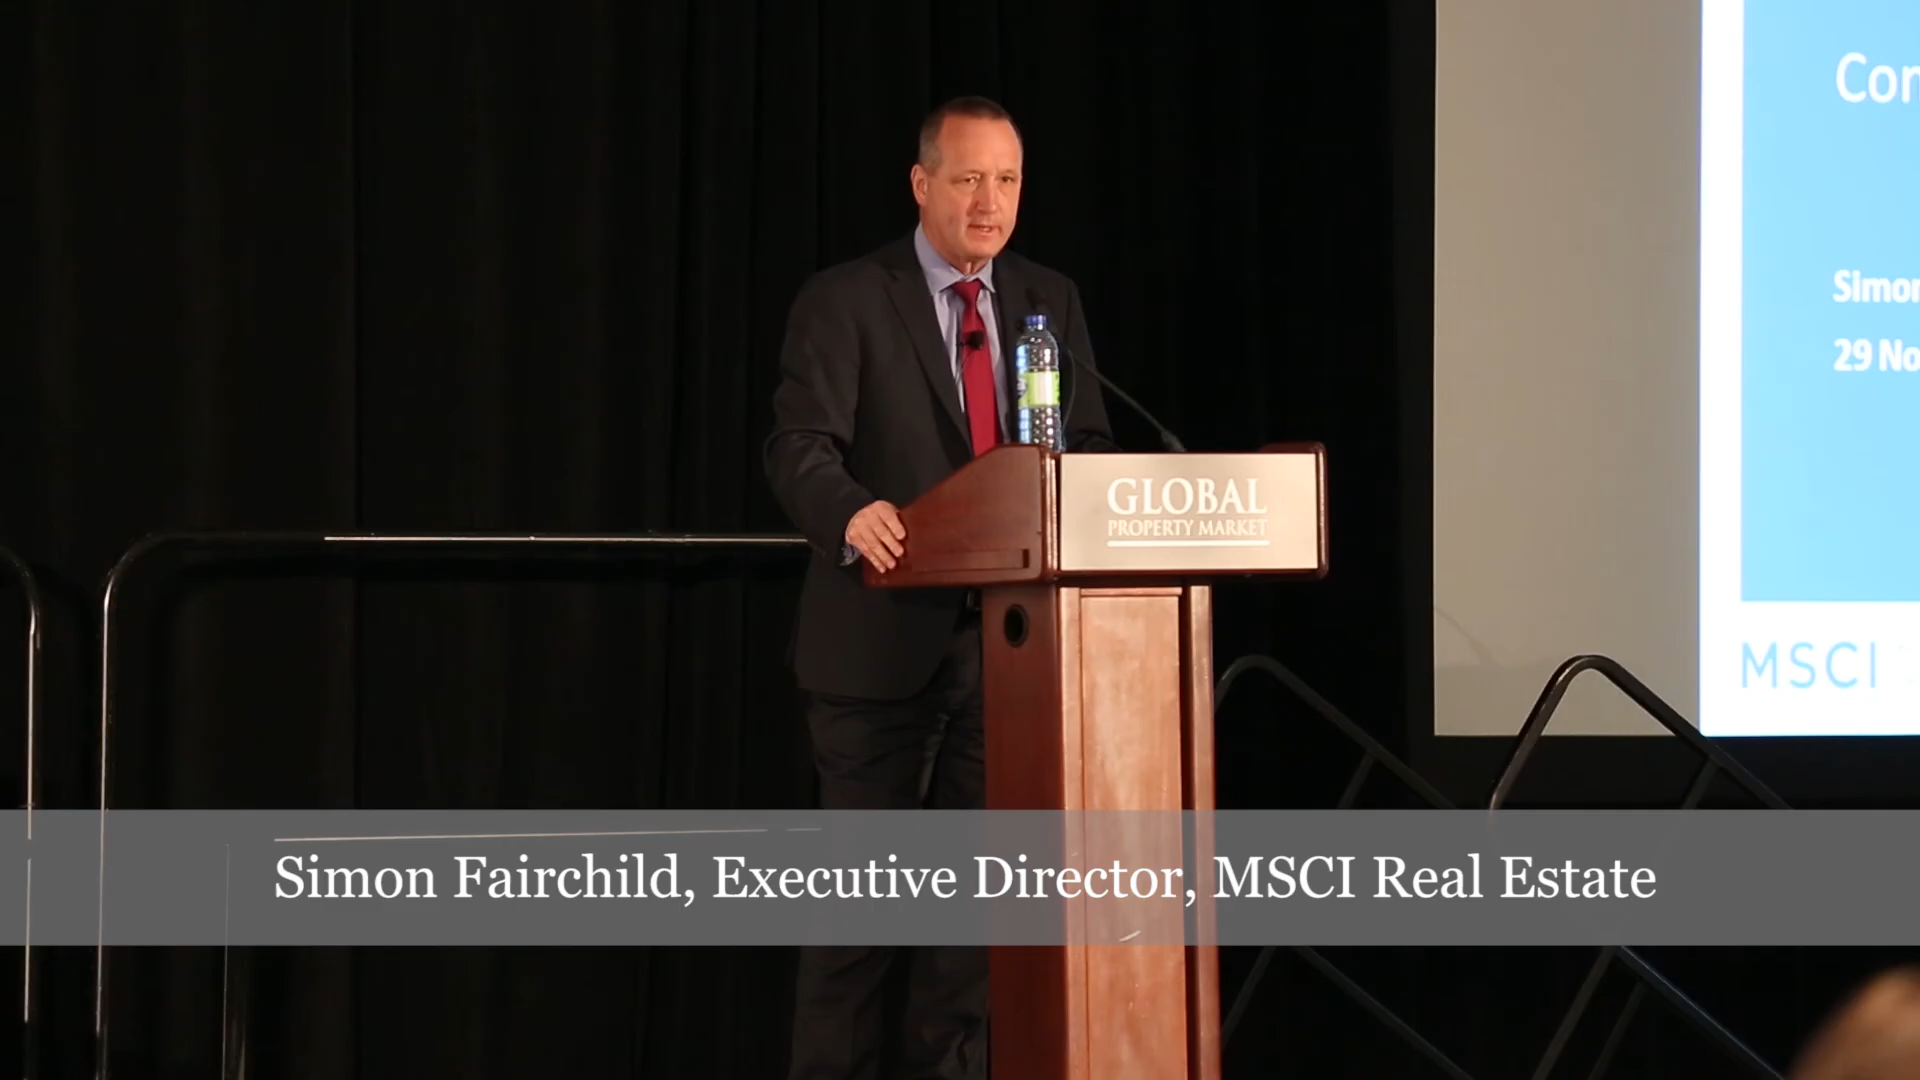 Con
Simon
29 No
GLOBAL
PROPERTY MARKET
MSCI
Simon Fairchild, Executive Director, MSCI Real Estate